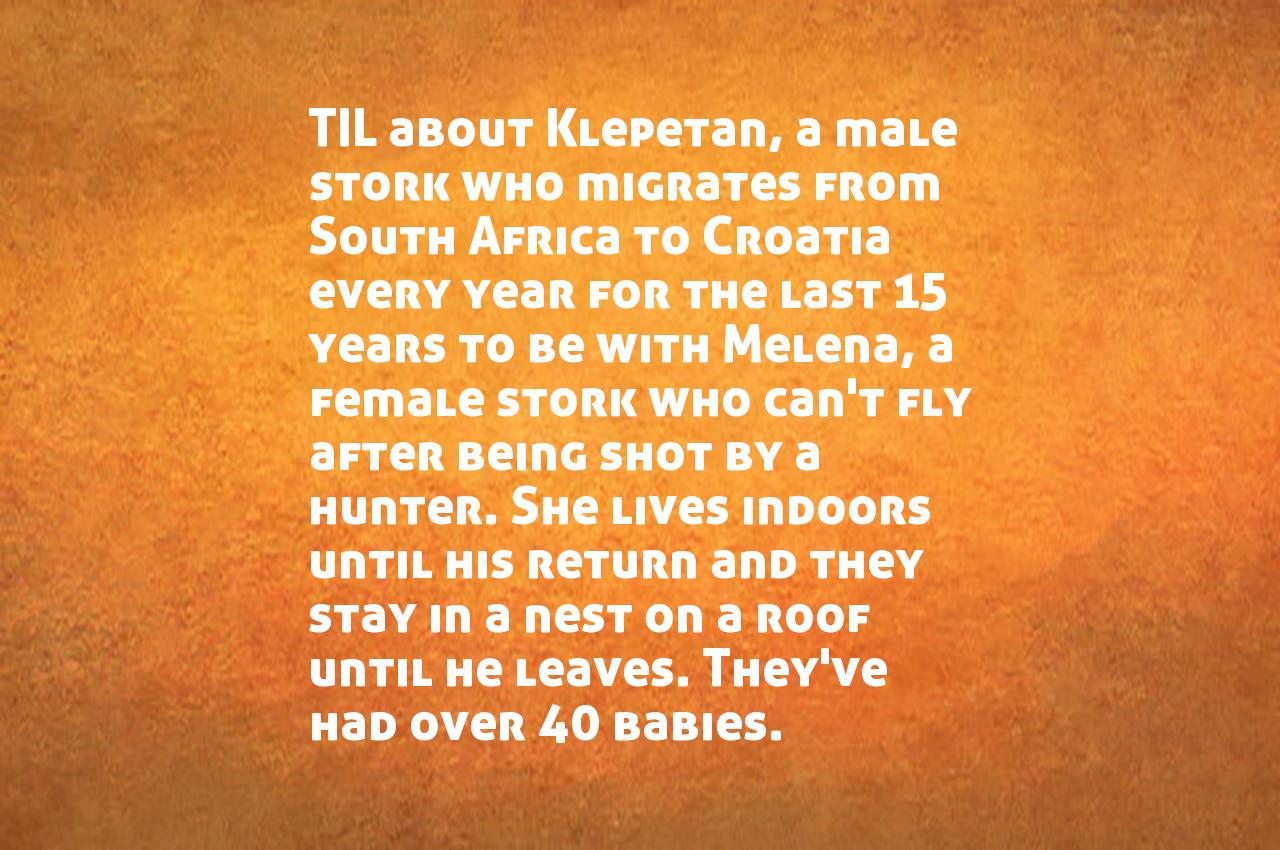 TIL about Klepetan, a male
stork who migrates from
South Africa to Croatia
every year for the last 15
years to be with Melena, a
female stork who can't fly
after being shot by a
hunter. She lives indoors
until his return and they
stay in a nest on a roof
until he leaves. They've
had over 40 babies.